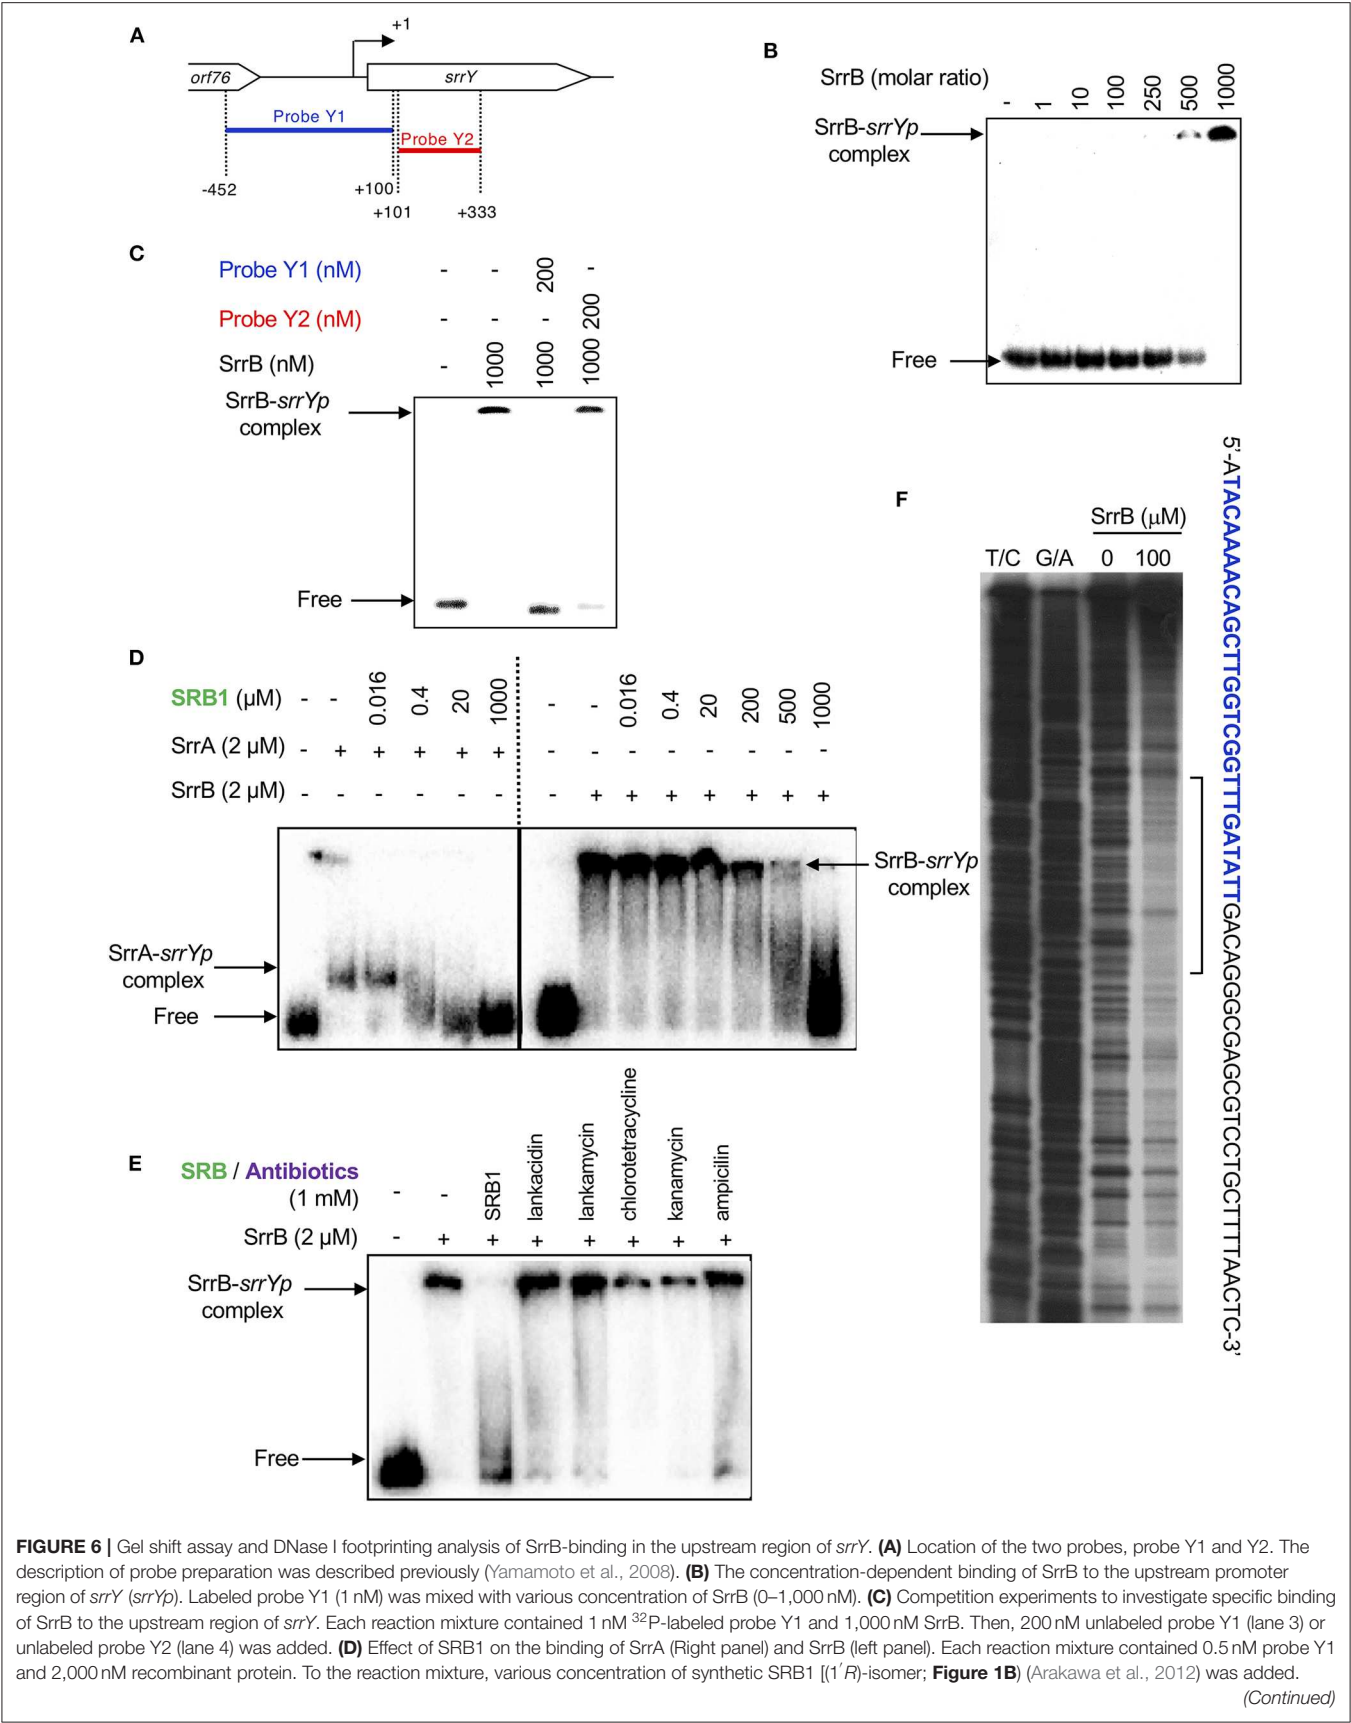 A
+1
orf76
srrY
Probe Y1
Probe Y2
-452
+100
+101
+333
B
SrrB (molar ratio)
- 1 10 100 250 500 1000
SrrB-srrYp
complex
Free
C
Probe Y1 (nM) - - 200 -
Probe Y2 (nM) - - - 200
SrrB (nM) - 1000 1000 1000
SrrB-srrYp
complex
Free
D
SRB1 (µM) - - 0.016 0.4 20 1000 - - 0.016 0.4 20 200 500 1000
SrrA (2 µM) - + + + + + - - - - - - - -
SrrB (2 µM) - - - - - - - + + + + + + +
SrrB-srrYp
complex
SrrA-srrYp
complex
Free
E
SRB / Antibiotics
(1 mM)
- - SRB1 lankacidin lankamycin chlorotetracycline kanamycin ampicilin
SrrB (2 µM) - + + + + + + +
SrrB-srrYp
complex
Free
F
SrrB (µM)
T/C G/A 0 100
5'-ATACAAAACAGCTTGGTCGGTTTGATATTGACAGGGCGAGCGTCCTGCTTTTAACTC-3'
FIGURE 6 | Gel shift assay and DNase I footprinting analysis of SrrB-binding in the upstream region of srrY. (A) Location of the two probes, probe Y1 and Y2. The
description of probe preparation was described previously (Yamamoto et al., 2008). (B) The concentration-dependent binding of SrrB to the upstream promoter
region of srrY (srrYp). Labeled probe Y1 (1 nM) was mixed with various concentration of SrrB (0–1,000 nM). (C) Competition experiments to investigate specific binding
of SrrB to the upstream region of srrY. Each reaction mixture contained 1 nM ³²P-labeled probe Y1 and 1,000 nM SrrB. Then, 200 nM unlabeled probe Y1 (lane 3) or
unlabeled probe Y2 (lane 4) was added. (D) Effect of SRB1 on the binding of SrrA (Right panel) and SrrB (left panel). Each reaction mixture contained 0.5 nM probe Y1
and 2,000 nM recombinant protein. To the reaction mixture, various concentration of synthetic SRB1 [(1′R)-isomer; Figure 1B) (Arakawa et al., 2012) was added.
(Continued)